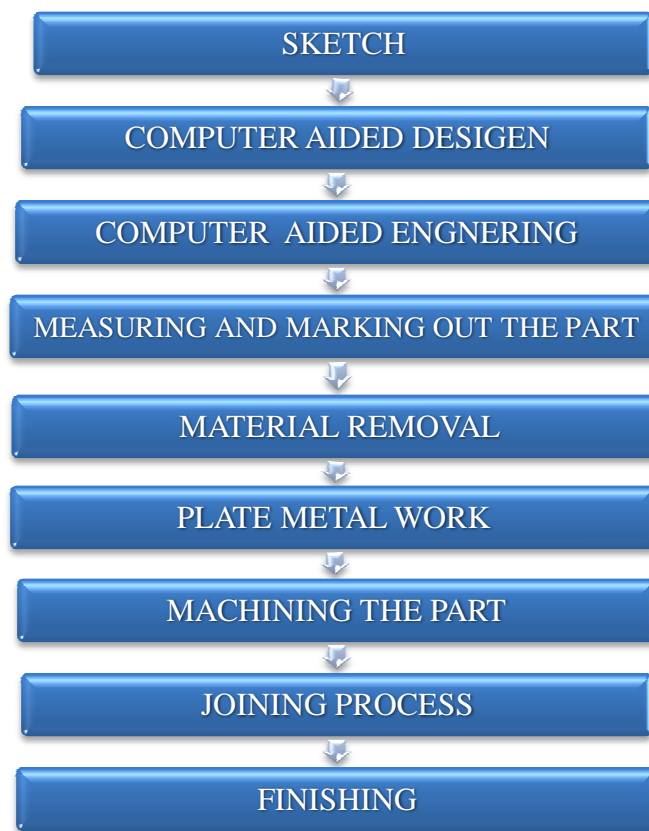 SKETCH
COMPUTER AIDED DESIGEN
COMPUTER AIDED ENGNERING
MEASURING AND MARKING OUT THE PART
MATERIAL REMOVAL
PLATE METAL WORK
MACHINING THE PART
JOINING PROCESS
FINISHING